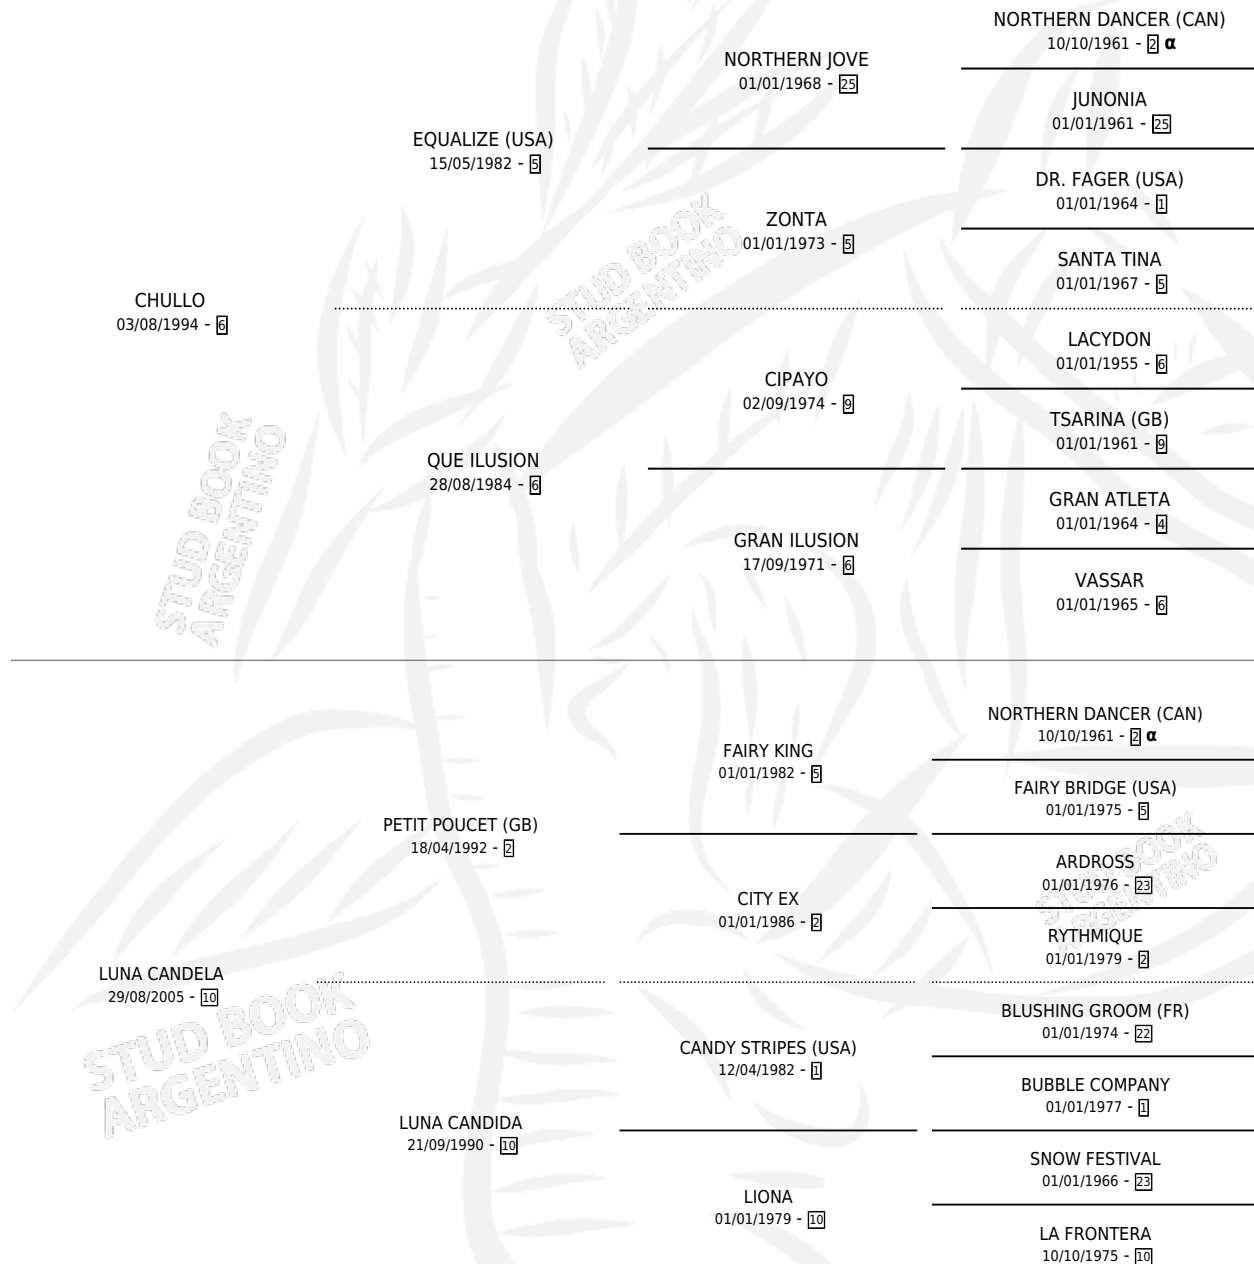 NORTHERN DANCER (CAN)
10/10/1961 - 2 α
NORTHERN JOVE
01/01/1968 - 25
JUNONIA
01/01/1961 - 25
EQUALIZE (USA)
15/05/1982 - 5
DR. FAGER (USA)
01/01/1964 - 1
ZONTA
01/01/1973 - 5
SANTA TINA
01/01/1967 - 5
CHULLO
03/08/1994 - 6
LACYDON
01/01/1955 - 6
CIPAYO
02/09/1974 - 9
TSARINA (GB)
01/01/1961 - 9
QUE ILUSION
28/08/1984 - 6
GRAN ATLETA
01/01/1964 - 4
GRAN ILUSION
17/09/1971 - 6
VASSAR
01/01/1965 - 6
STUD BOOK
ARGENTINO
STUD BOOK
ARGENTINO
NORTHERN DANCER (CAN)
10/10/1961 - 2 α
FAIRY KING
01/01/1982 - 5
FAIRY BRIDGE (USA)
01/01/1975 - 5
PETIT POUCET (GB)
18/04/1992 - 2
ARDROSS
01/01/1976 - 23
CITY EX
01/01/1986 - 2
RYTHMIQUE
01/01/1979 - 2
LUNA CANDELA
29/08/2005 - 10
BLUSHING GROOM (FR)
01/01/1974 - 22
CANDY STRIPES (USA)
12/04/1982 - 1
BUBBLE COMPANY
01/01/1977 - 1
LUNA CANDIDA
21/09/1990 - 10
SNOW FESTIVAL
01/01/1966 - 23
LIONA
01/01/1979 - 10
LA FRONTERA
10/10/1975 - 10
STUD BOOK
ARGENTINO
STUD BOOK
ARGENTINO